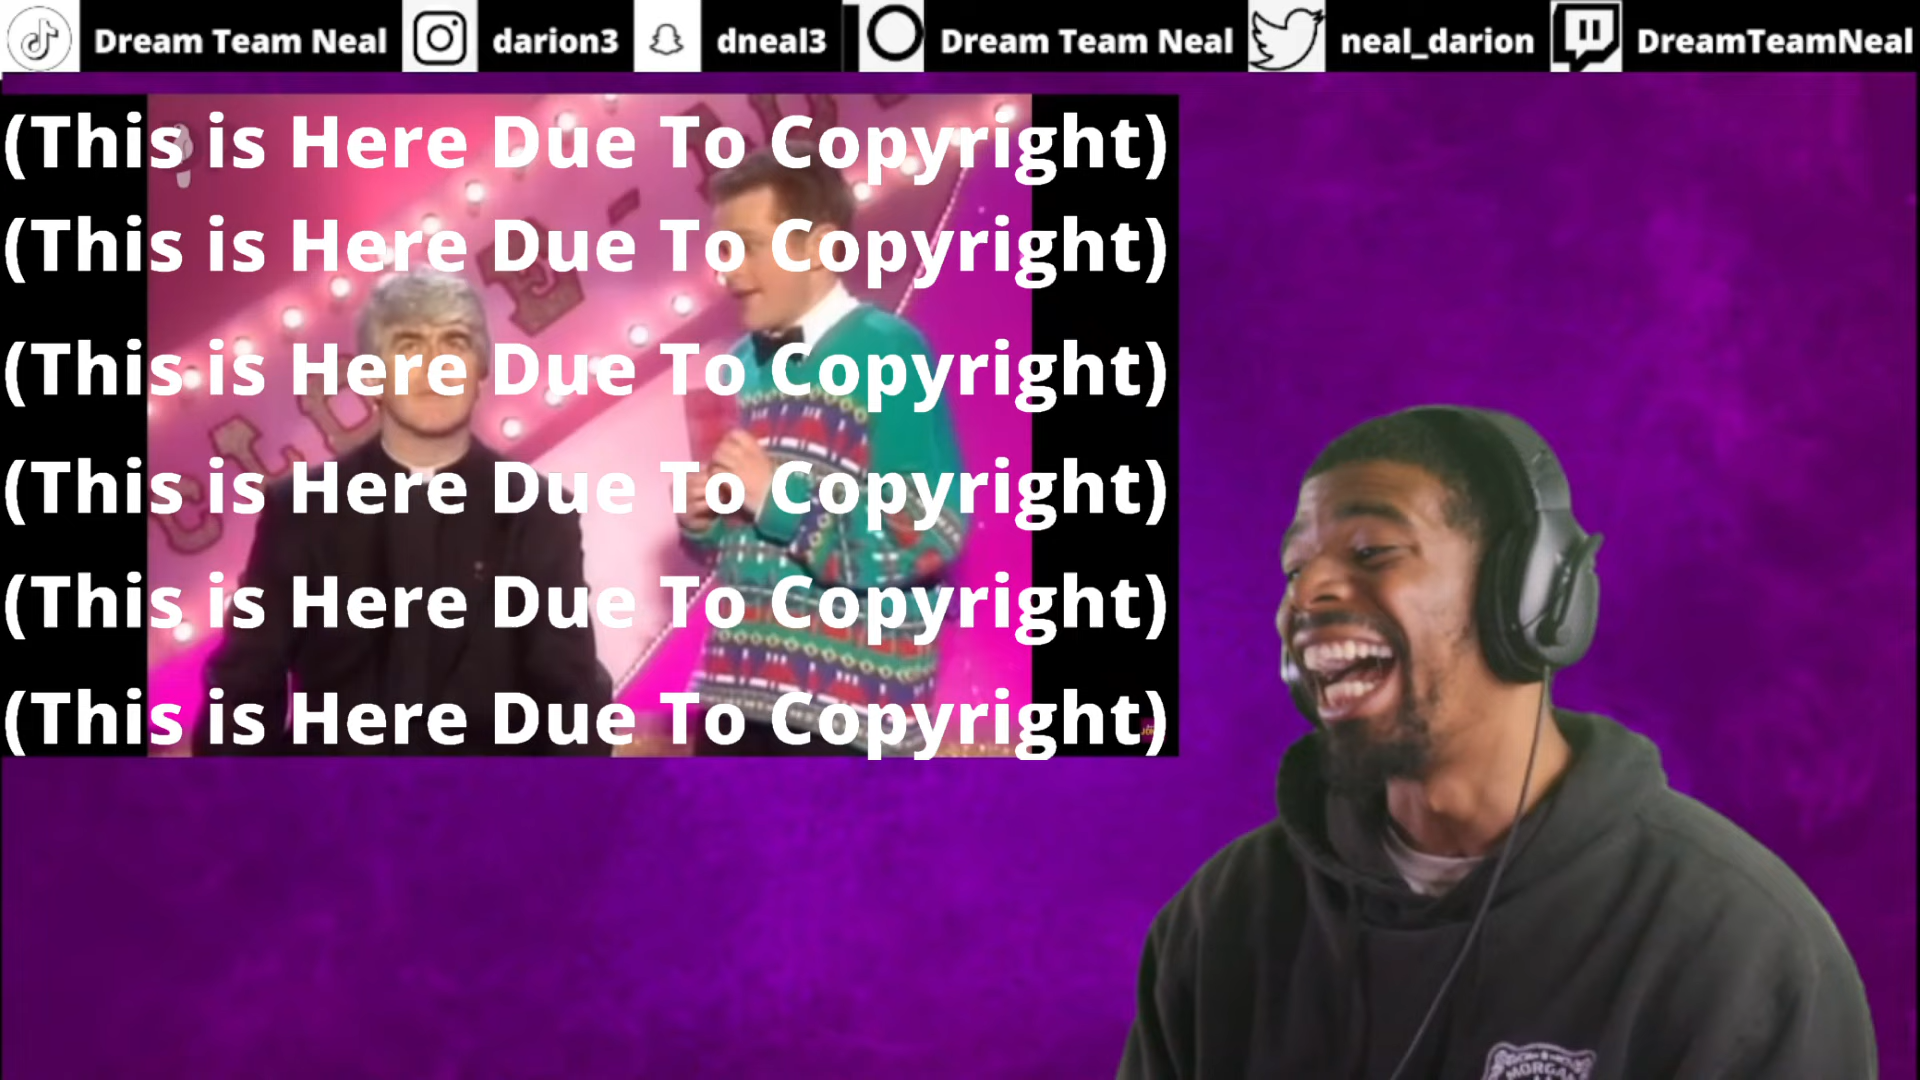 Dream Team Neal darion3 dneal3 Dream Team Neal neal_darion DreamTeamNeal
(This is Here Due To Copyright)
(This is Here Due To Copyright)
(This is Here Due To Copyright)
(This is Here Due To Copyright)
(This is Here Due To Copyright)
(This is Here Due To Copyright)
MORGAN